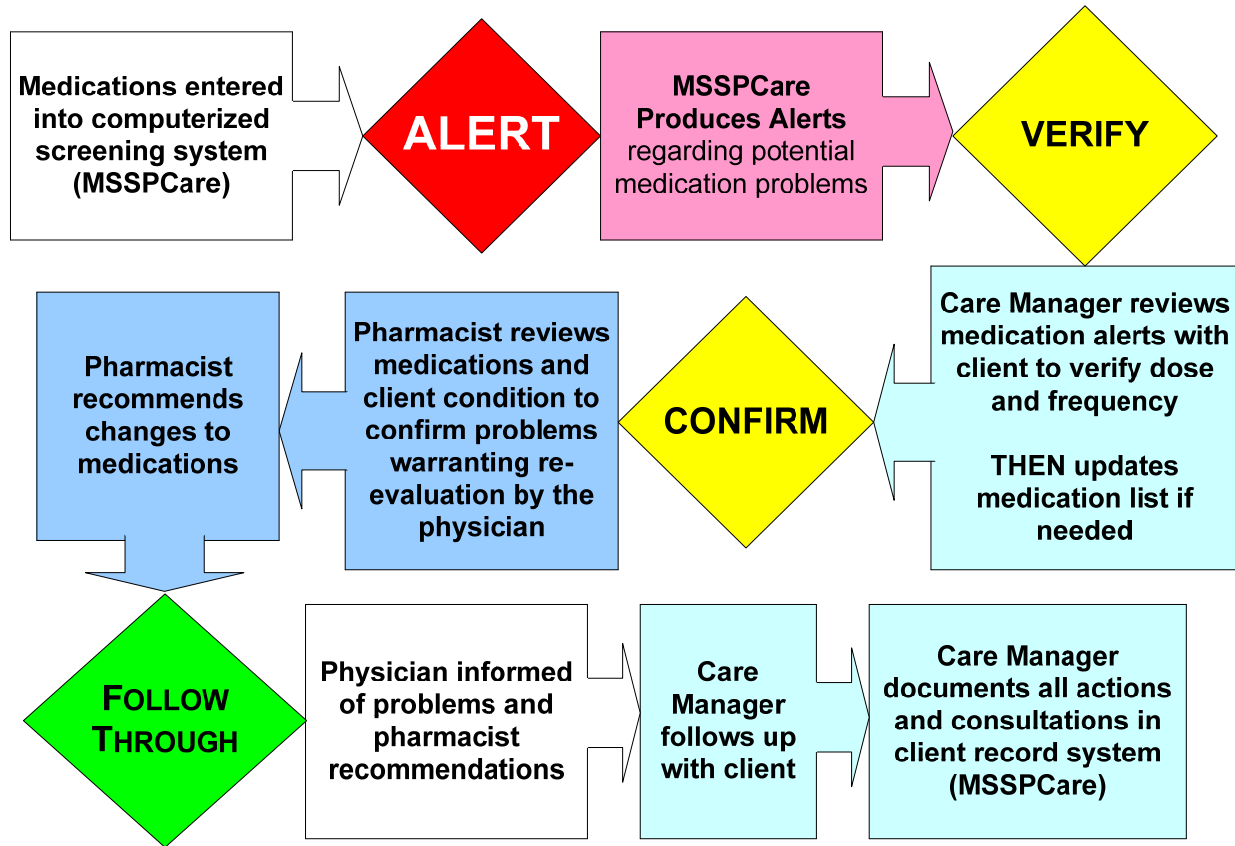 Medications entered
into computerized
screening system
(MSSPCare)
ALERT
MSSPCare
Produces Alerts
regarding potential
medication problems
VERIFY
Care Manager reviews
medication alerts with
client to verify dose
and frequency
THEN updates
medication list if
needed
CONFIRM
Pharmacist reviews
medications and
client condition to
confirm problems
warranting re-
evaluation by the
physician
Pharmacist
recommends
changes to
medications
FOLLOW
THROUGH
Physician informed
of problems and
pharmacist
recommendations
Care
Manager
follows up
with client
Care Manager
documents all actions
and consultations in
client record system
(MSSPCare)